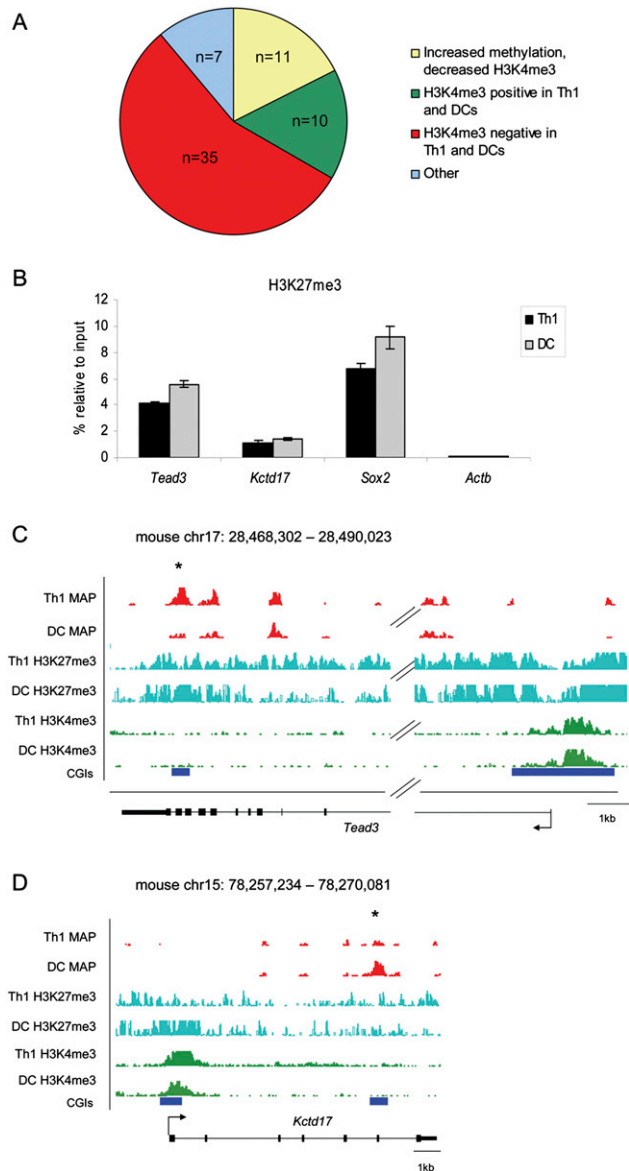 A
n=7
n=11
n=10
n=35
Increased methylation,
decreased H3K4me3
H3K4me3 positive in Th1
and DCs
H3K4me3 negative in
Th1 and DCs
Other
B
H3K27me3
% relative to input
12
10
8
6
4
2
0
Th1
DC
Tead3
Kctd17
Sox2
Actb
C
mouse chr17: 28,468,302 – 28,490,023
*
Th1 MAP
DC MAP
Th1 H3K27me3
DC H3K27me3
Th1 H3K4me3
DC H3K4me3
CGIs
Tead3
1kb
D
mouse chr15: 78,257,234 – 78,270,081
*
Th1 MAP
DC MAP
Th1 H3K27me3
DC H3K27me3
Th1 H3K4me3
DC H3K4me3
CGIs
Kctd17
1kb